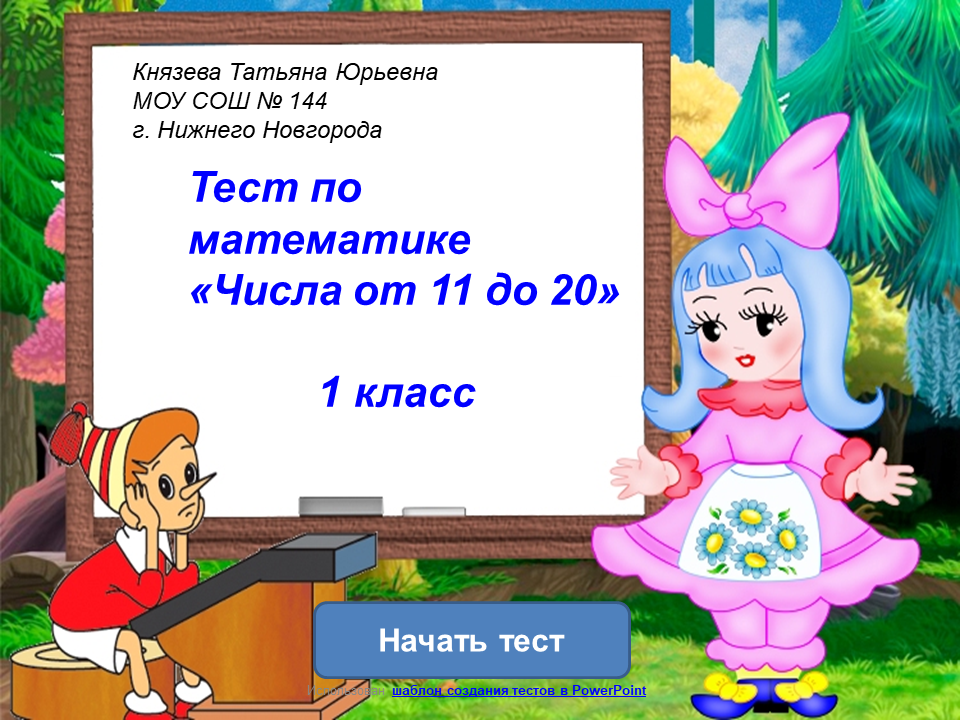 Князева Татьяна Юрьевна
МОУ СОШ № 144
г. Нижнего Новгорода
Тест по
математике
«Числа от 11 до 20»
1 класс
Начать тест
Использован шаблон создания тестов в PowerPoint